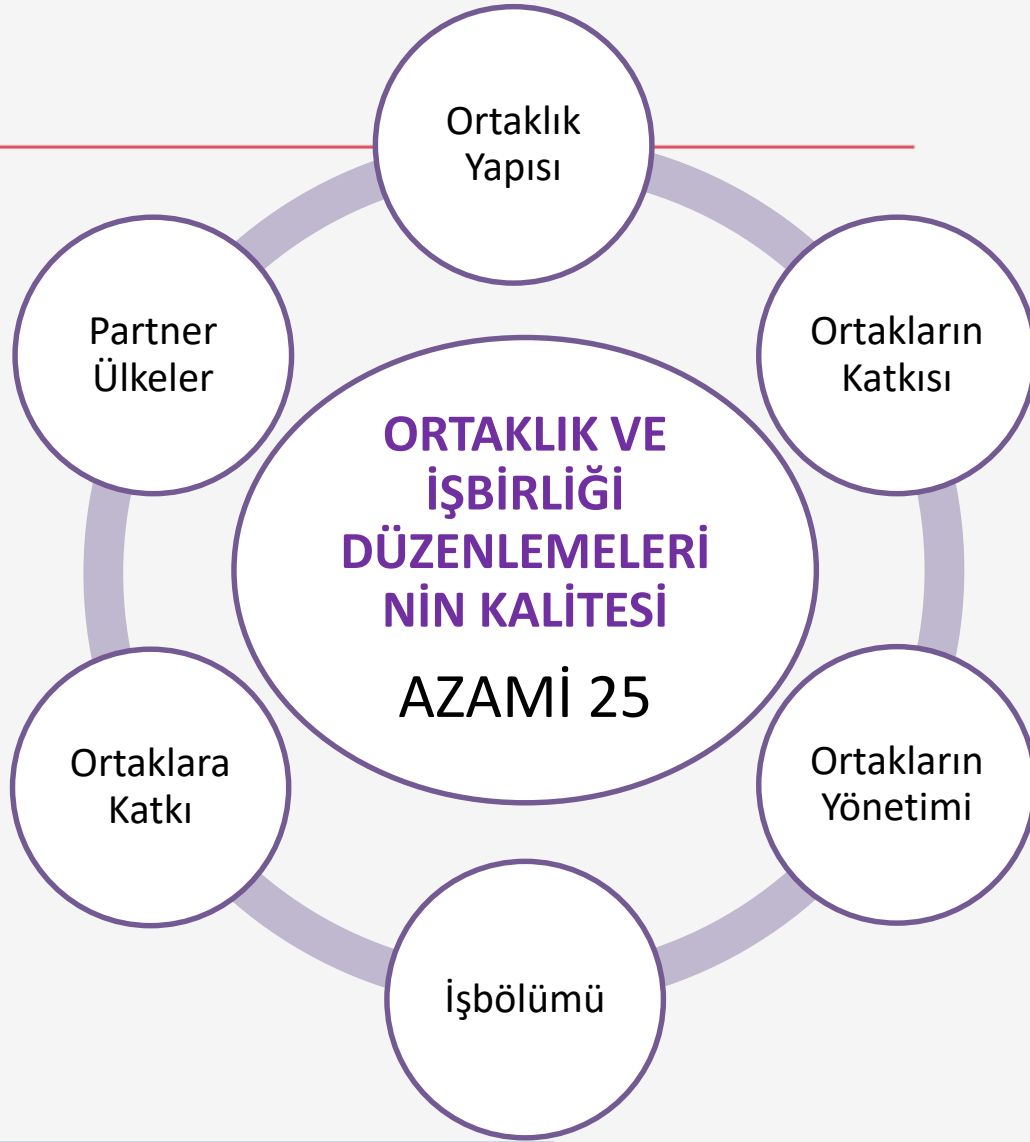 Ortaklık
Yapısı
Partner
Ülkeler
Ortakların
Katkısı
ORTAKLIK VE
İŞBİRLİĞİ
DÜZENLEMELERİ
NİN KALİTESİ
AZAMİ 25
Ortaklara
Katkı
Ortakların
Yönetimi
İşbölümü